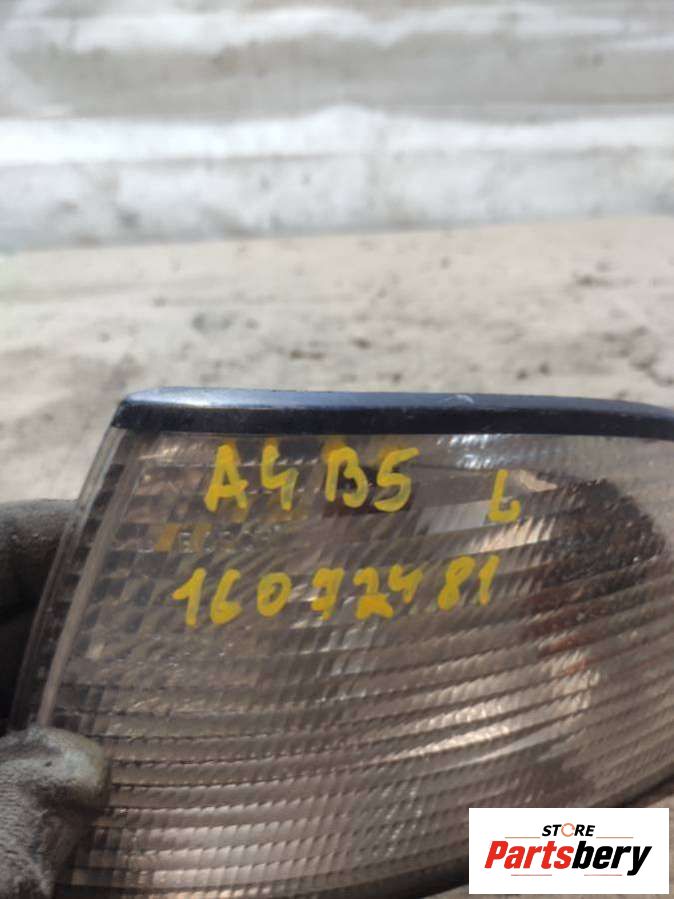 A4 B5 L
16072481
STORE
Partsbery